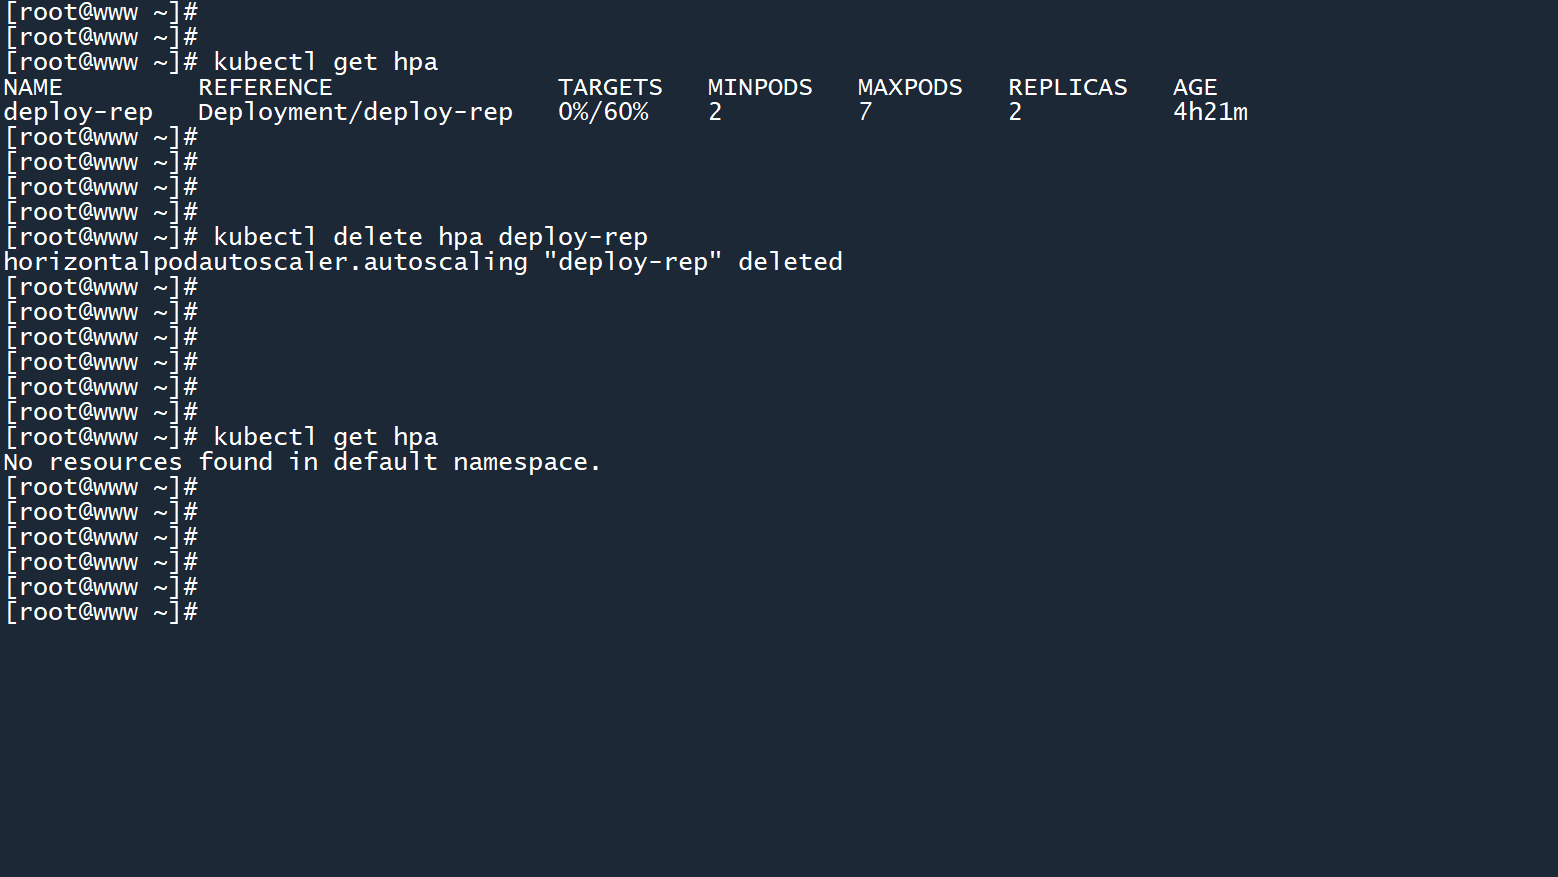 [root@www ~]#
[root@www ~]#
[root@www ~]# kubectl get hpa
NAME         REFERENCE               TARGETS   MINPODS   MAXPODS   REPLICAS   AGE
deploy-rep   Deployment/deploy-rep   0%/60%    2         7         2          4h21m
[root@www ~]#
[root@www ~]#
[root@www ~]#
[root@www ~]#
[root@www ~]# kubectl delete hpa deploy-rep
horizontalpodautoscaler.autoscaling "deploy-rep" deleted
[root@www ~]#
[root@www ~]#
[root@www ~]#
[root@www ~]#
[root@www ~]#
[root@www ~]#
[root@www ~]# kubectl get hpa
No resources found in default namespace.
[root@www ~]#
[root@www ~]#
[root@www ~]#
[root@www ~]#
[root@www ~]#
[root@www ~]#